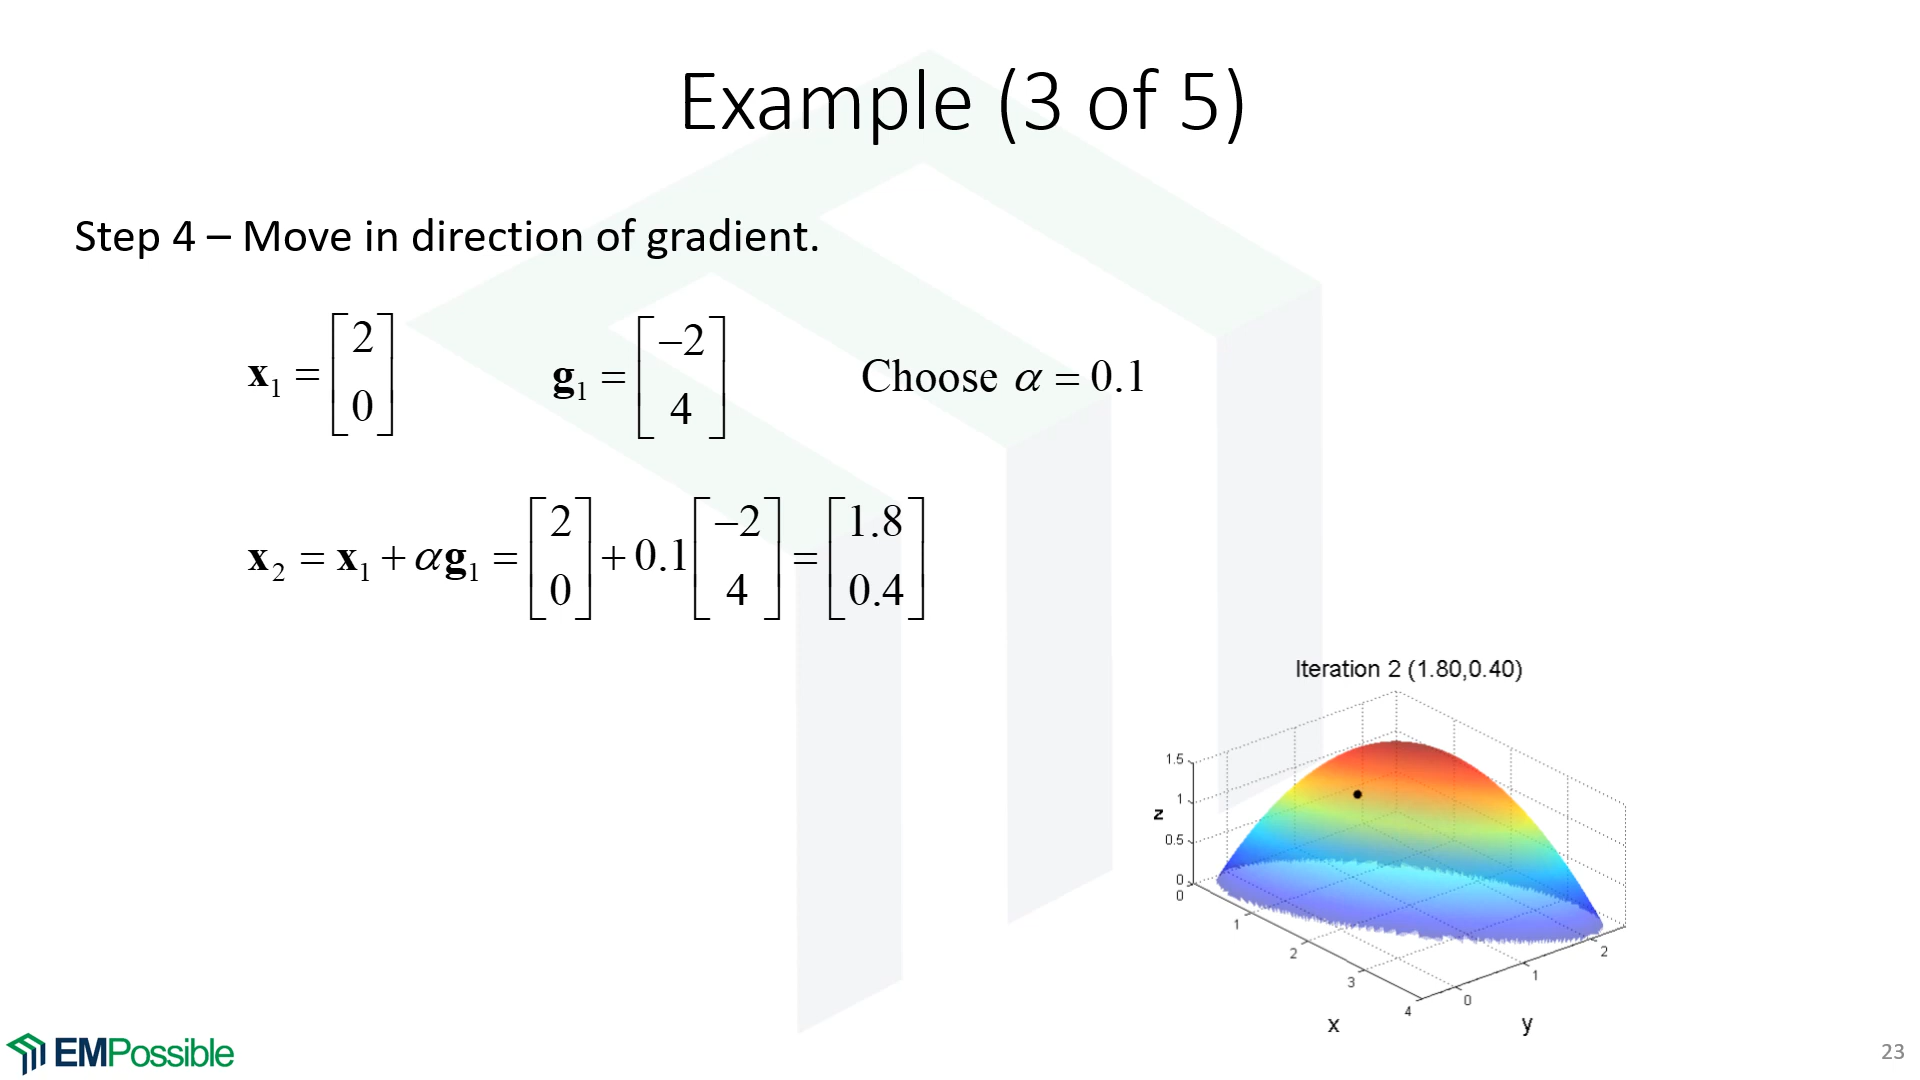 Example (3 of 5)
Step 4 – Move in direction of gradient.
x₁ = [2 0] g₁ = [−2 4] Choose α = 0.1
x₂ = x₁ + αg₁ = [2 0] + 0.1 [−2 4] = [1.8 0.4]
Iteration 2 (1.80,0.40)
1.5
1
0.5
0
z
0
1
2
3
4
x
0
1
2
y
EMPossible
23